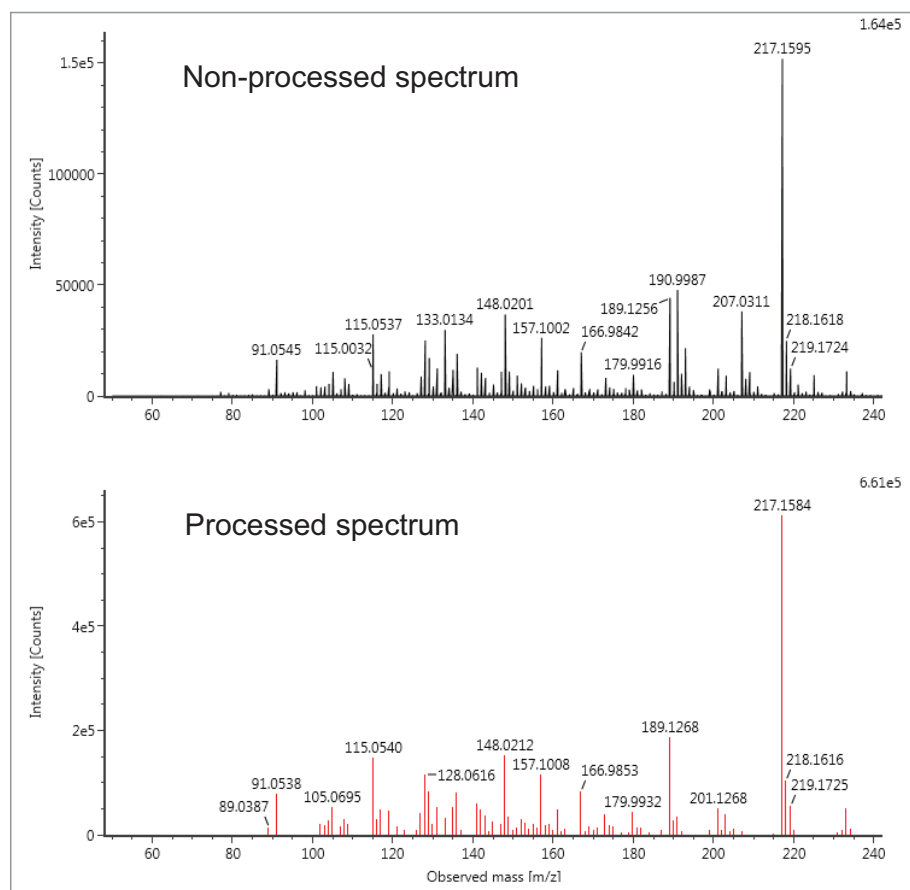 1.64e5
217.1595
1.5e5
Non-processed spectrum
Intensity [Counts]
100000
50000
190.9987
189.1256
207.0311
148.0201
133.0134
115.0537
218.1618
157.1002
166.9842
115.0032
91.0545
219.1724
179.9916
0
60 80 100 120 140 160 180 200 220 240
6.61e5
217.1584
6e5
Processed spectrum
Intensity [Counts]
4e5
2e5
189.1268
115.0540
148.0212
157.1008
218.1616
128.0616
166.9853
91.0538
219.1725
89.0387
105.0695
179.9932
201.1268
0
60 80 100 120 140 160 180 200 220 240
Observed mass [m/z]